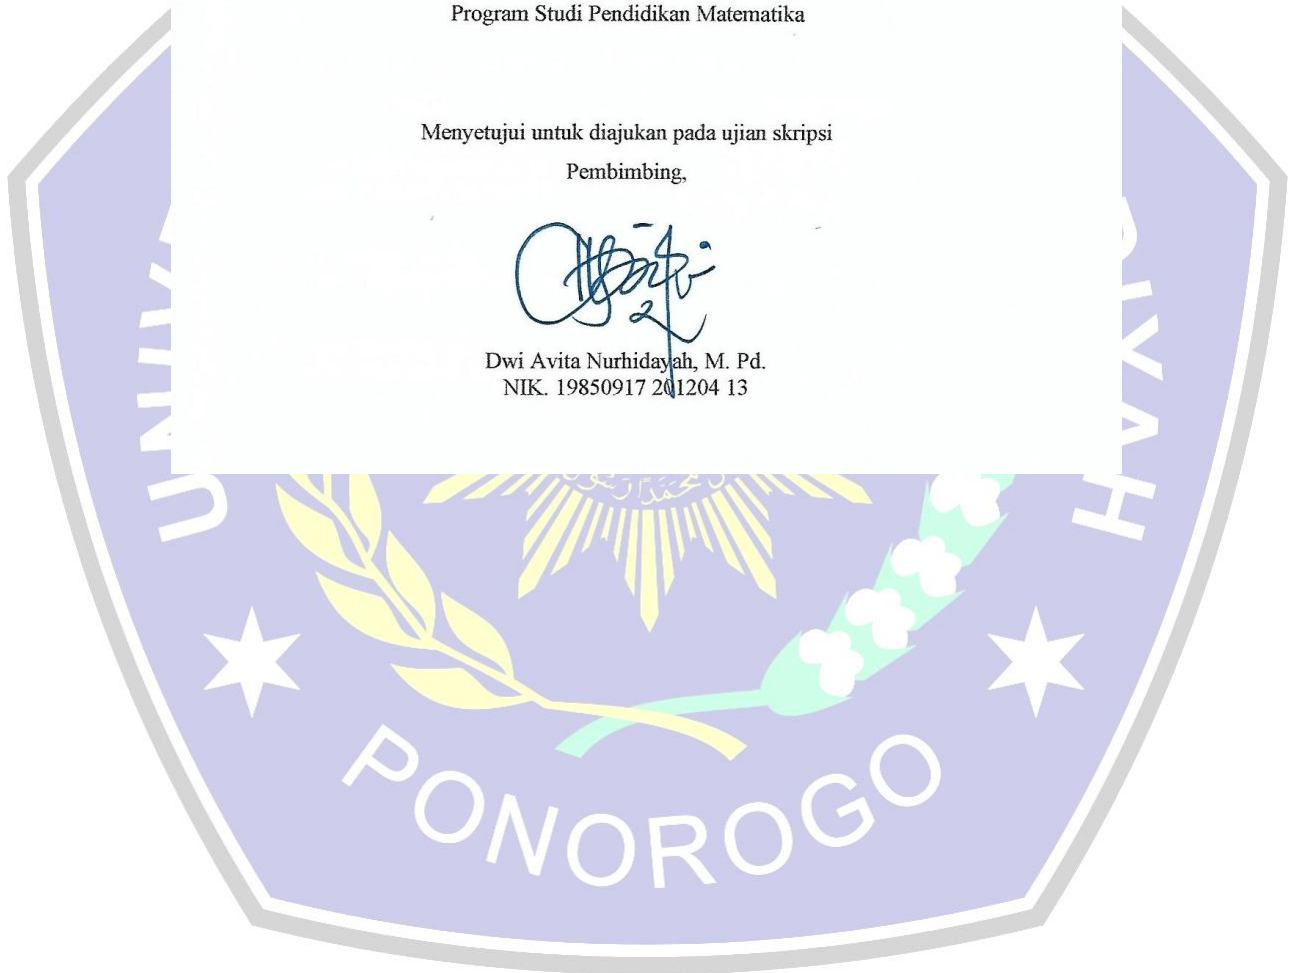 Program Studi Pendidikan Matematika
Menyetujui untuk diajukan pada ujian skripsi
Pembimbing,
Dwi Avita Nurhidayah, M. Pd.
NIK. 19850917 201204 13
PONOROGO